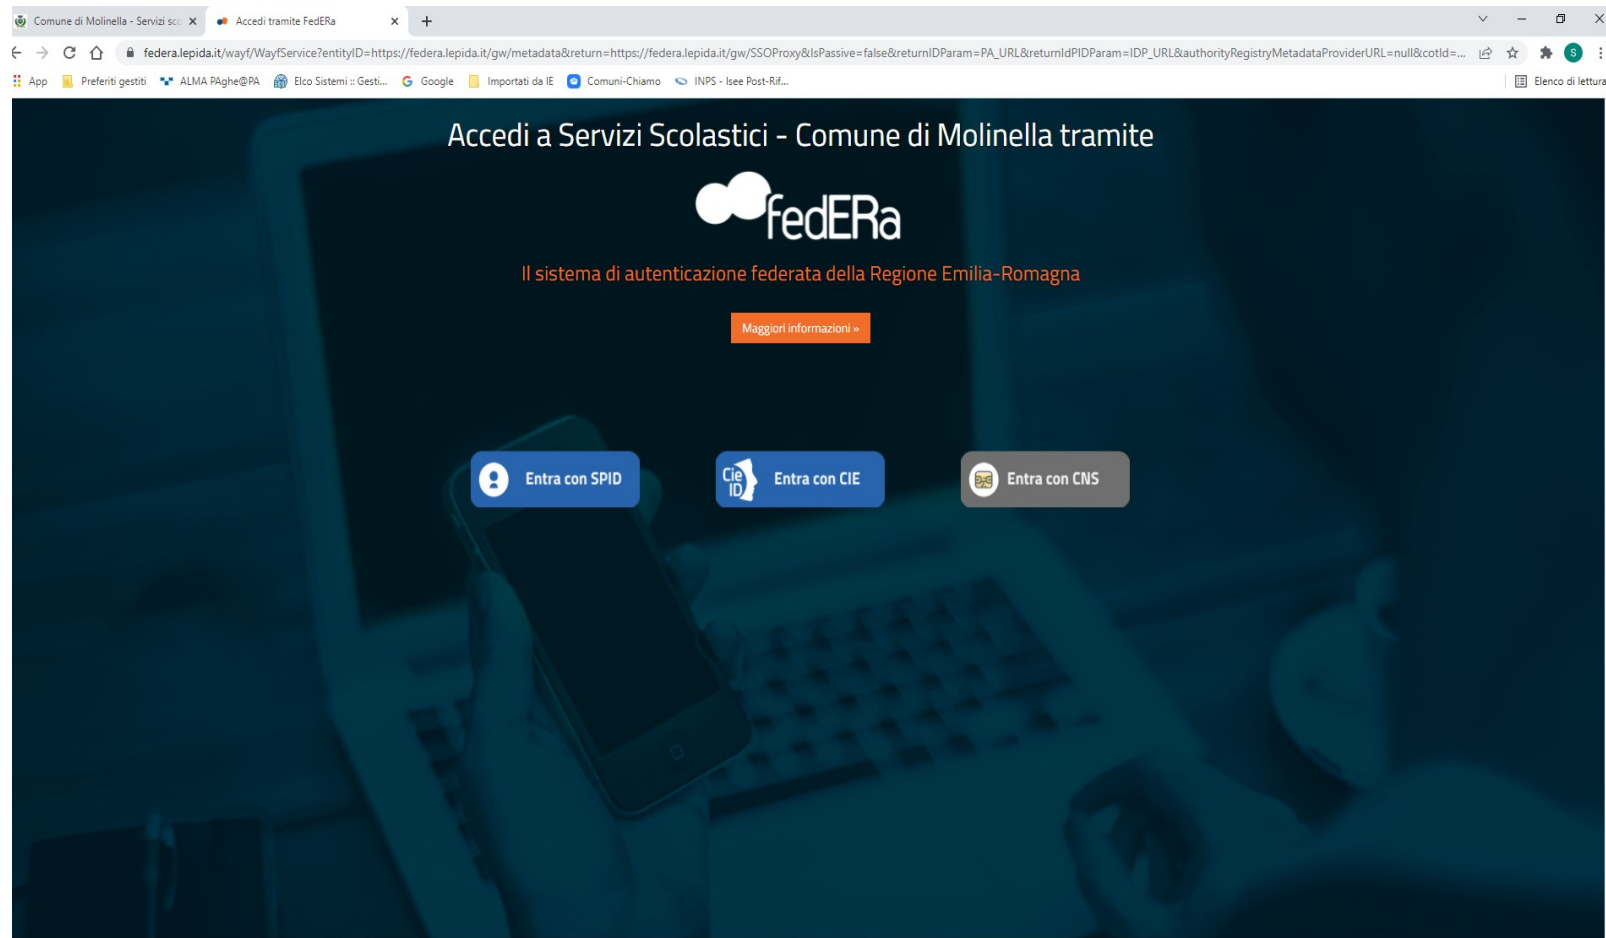 Comune di Molinella - Servizi sco
Accedi tramite FedERa
federa.lepida.it/wayf/WayfService?entityID=https://federa.lepida.it/gw/metadata&return=https://federa.lepida.it/gw/SSOProxy&IsPassive=false&returnIDParam=PA_URL&returnIdPIDParam=IDP_URL&authorityRegistryMetadataProviderURL=null&cotId=...
S
App Preferiti gestiti ALMA PAghe@PA Elco Sistemi :: Gesti... Google Importati da IE Comuni-Chiamo INPS - Isee Post-Rif... Elenco di lettura
Accedi a Servizi Scolastici - Comune di Molinella tramite
fedERa
Il sistema di autenticazione federata della Regione Emilia-Romagna
Maggiori informazioni »
Entra con SPID
Cie ID Entra con CIE
Entra con CNS